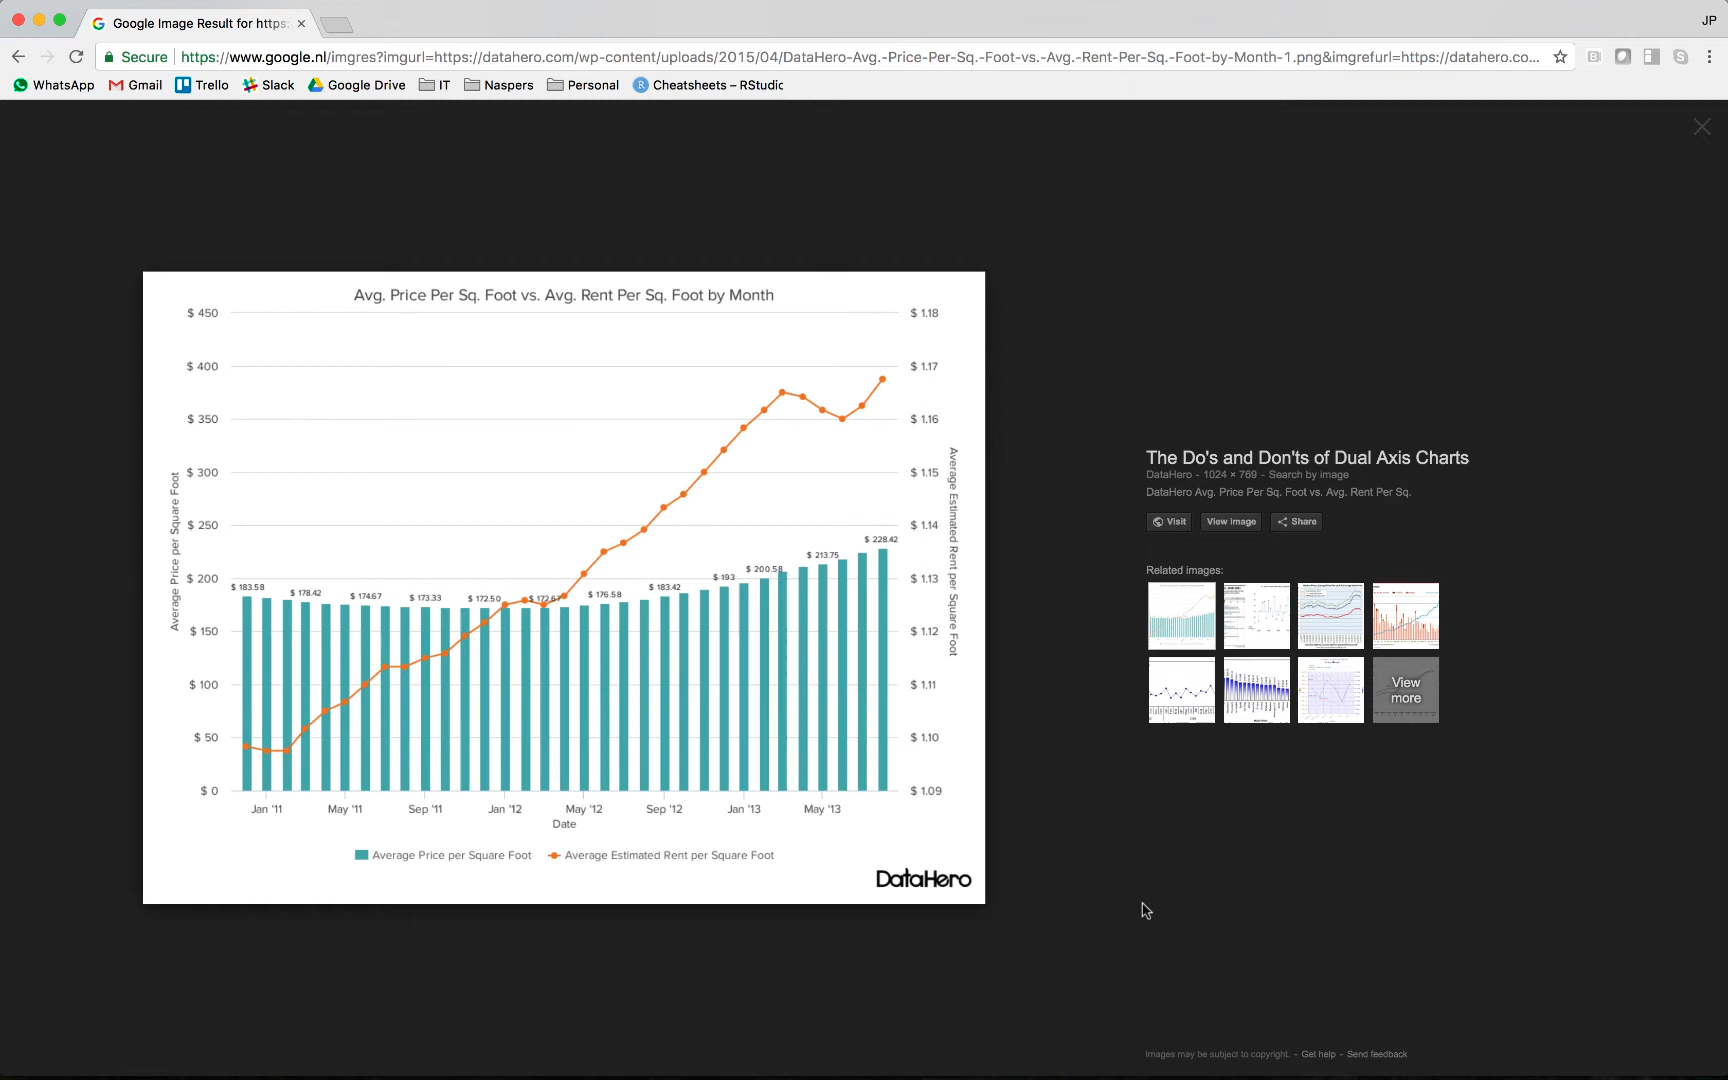 Google Image Result for https:
JP
Secure
https://www.google.nl/imgres?imgurl=https://datahero.com/wp-content/uploads/2015/04/DataHero-Avg.-Price-Per-Sq.-Foot-vs.-Avg.-Rent-Per-Sq.-Foot-by-Month-1.png&imgrefurl=https://datahero.co...
WhatsApp Gmail Trello Slack Google Drive IT Naspers Personal Cheatsheets – RStudic
Avg. Price Per Sq. Foot vs. Avg. Rent Per Sq. Foot by Month
$ 450
$ 400
$ 350
$ 300
$ 250
$ 200
$ 150
$ 100
$ 50
$ 0
Average Price per Square Foot
$ 183.58
$ 178.42
$ 174.67
$ 173.33
$ 172.50
$ 172.67
$ 176.58
$ 183.42
$ 193
$ 200.58
$ 213.75
$ 228.42
$ 1.18
$ 1.17
$ 1.16
$ 1.15
$ 1.14
$ 1.13
$ 1.12
$ 1.11
$ 1.10
$ 1.09
Average Estimated Rent per Square Foot
Jan '11 May '11 Sep '11 Jan '12 May '12 Sep '12 Jan '13 May '13
Date
Average Price per Square Foot Average Estimated Rent per Square Foot
DataHero
The Do's and Don'ts of Dual Axis Charts
DataHero - 1024 × 769 - Search by image
DataHero Avg. Price Per Sq. Foot vs. Avg. Rent Per Sq.
Visit View image Share
Related images:
View
more
Images may be subject to copyright. - Get help - Send feedback